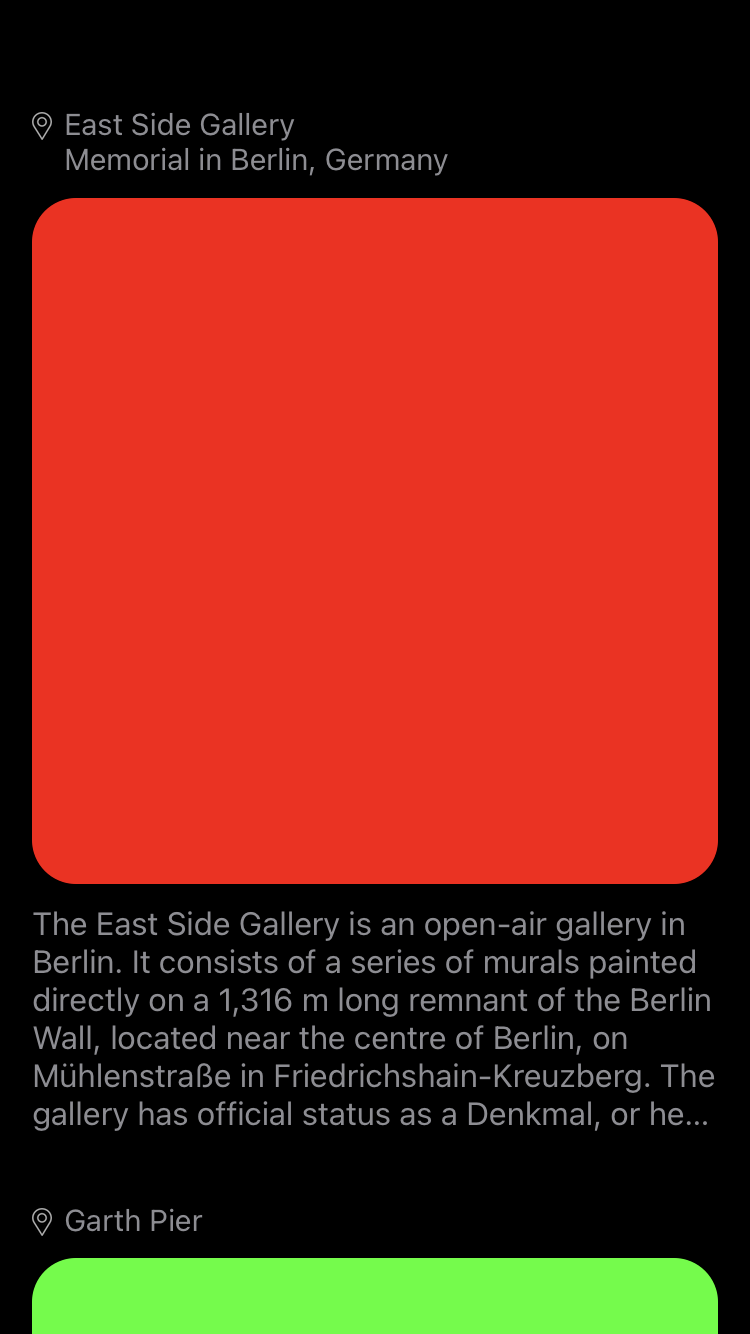 East Side Gallery
Memorial in Berlin, Germany
The East Side Gallery is an open-air gallery in
Berlin. It consists of a series of murals painted
directly on a 1,316 m long remnant of the Berlin
Wall, located near the centre of Berlin, on
Mühlenstraße in Friedrichshain-Kreuzberg. The
gallery has official status as a Denkmal, or he...
Garth Pier